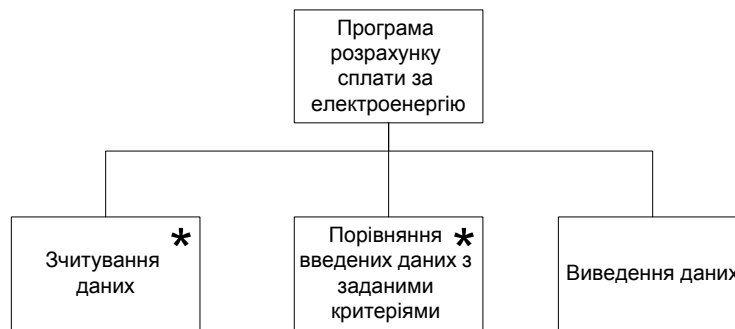 Програма
розрахунку
сплати за
електроенергію
Зчитування
даних
*
Порівняння
введених даних з
заданими
критеріями
*
Виведення даних